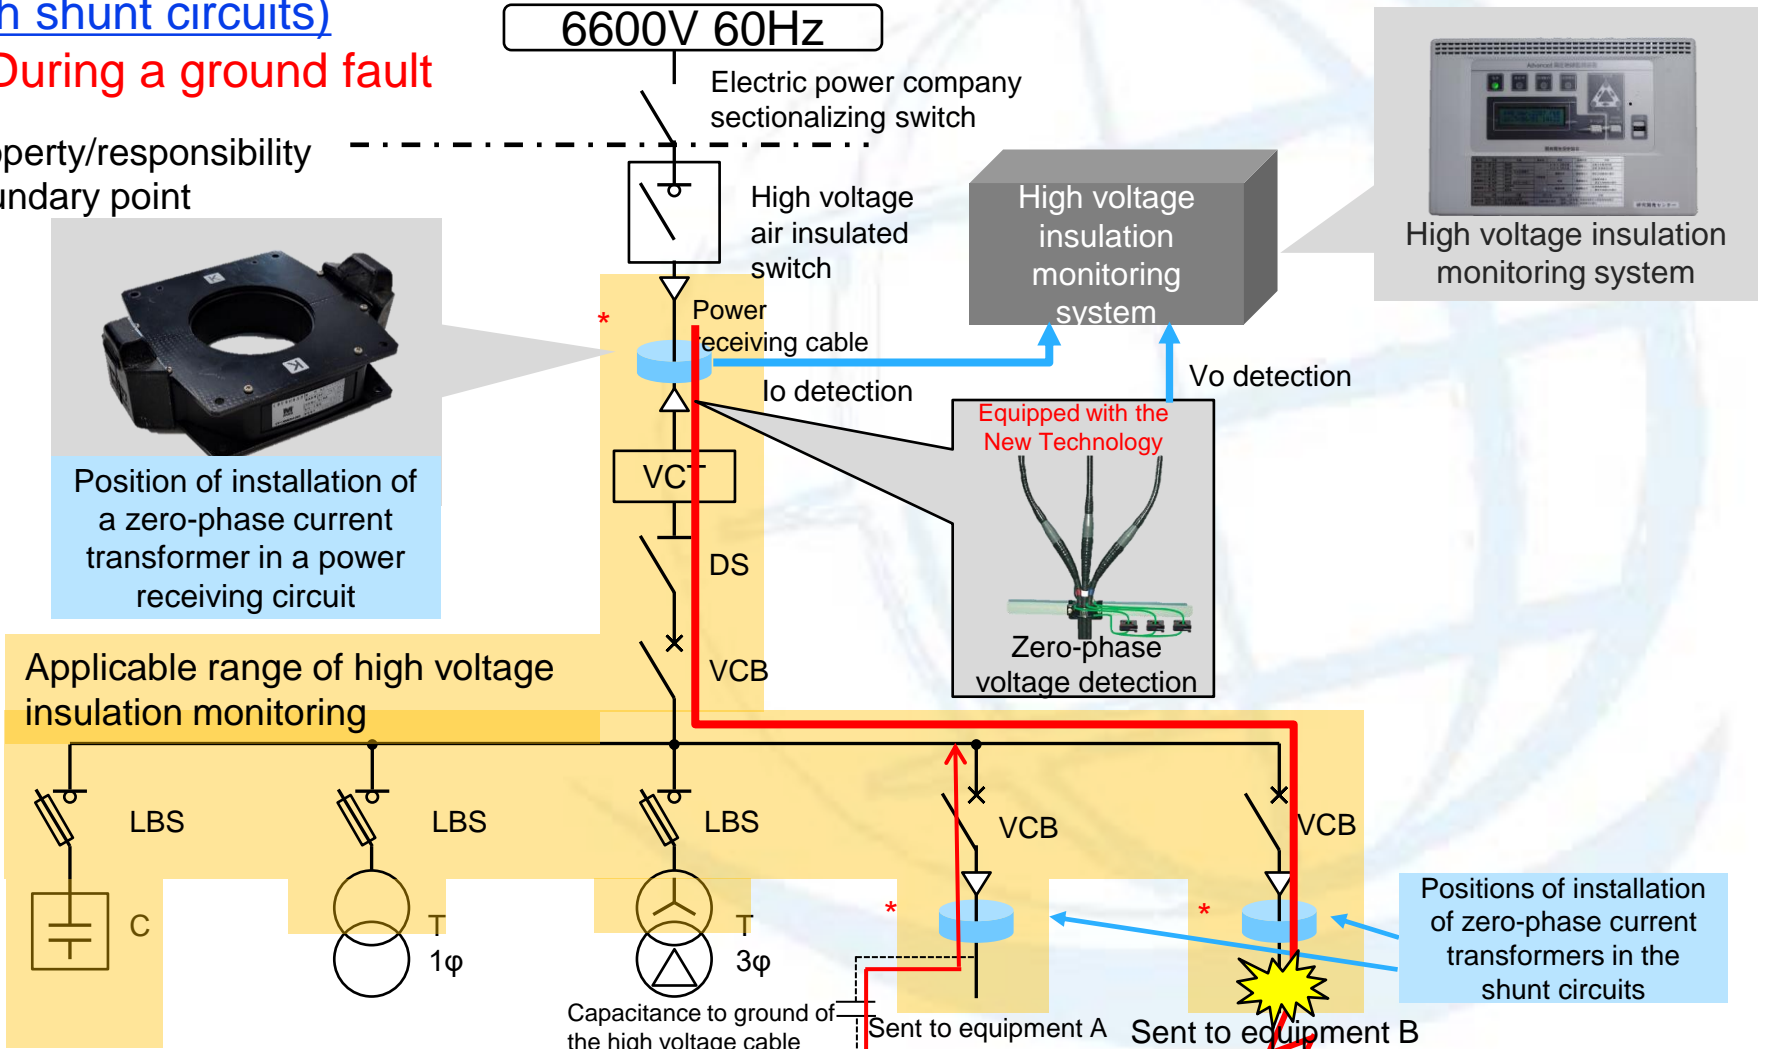 h shunt circuits)
During a ground fault
6600V 60Hz
Electric power company
sectionalizing switch
operty/responsibility
undary point
High voltage
air insulated
switch
High voltage
insulation
monitoring
system
High voltage insulation
monitoring system
*
Power
receiving cable
Io detection
Vo detection
Equipped with the
New Technology
Zero-phase
voltage detection
Position of installation of
a zero-phase current
transformer in a power
receiving circuit
VCT
DS
VCB
Applicable range of high voltage
insulation monitoring
LBS
LBS
LBS
VCB
VCB
C
T
1φ
T
3φ
*
*
Positions of installation
of zero-phase current
transformers in the
shunt circuits
Capacitance to ground of
the high voltage cable
Sent to equipment A
Sent to equipment B
K
K
Advanced